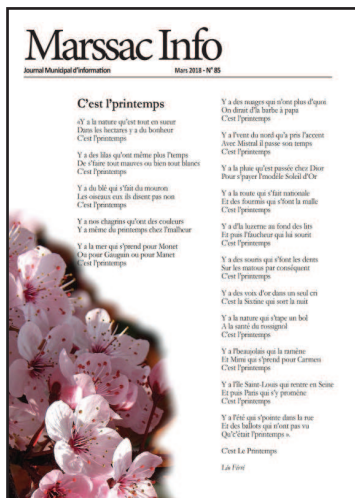 Marssac Info
Journal Municipal d'information
Mars 2018 - N° 85
C'est l'printemps
«Y a la nature qu'est tout en sueur
Dans les hectares y a du bonheur
C'est l'printemps
Y a des lilas qu'ont même plus l'temps
De s'faire tout mauves ou bien tout blancs
C'est l'printemps
Y a du blé qui s'fait du mouron
Les oiseaux eux ils disent pas non
C'est l'printemps
Y a nos chagrins qu'ont des couleurs
Y a même du printemps chez l'malheur
Y a la mer qui s'prend pour Monet
Ou pour Gauguin ou pour Manet
C'est l'printemps
Y a des nuages qui n'ont plus d'quoi
On dirait d'la barbe à papa
C'est l'printemps
Y a l'vent du nord qu'a pris l'accent
Avec Mistral il passe son temps
C'est l'printemps
Y a la pluie qu'est passée chez Dior
Pour s'payer l'modèle Soleil d'Or
Y a la route qui s'fait nationale
Et des fourmis qui s'font la malle
C'est l'printemps
Y a d'la luzerne au fond des lits
Et puis l'faucheur qui lui sourit
C'est l'printemps
Y a des souris qui s'font les dents
Sur les matous par conséquent
C'est l'printemps
Y a des voix d'or dans un seul cri
C'est la Sixtine qui sort la nuit
Y a la nature qui s'tape un bol
A la santé du rossignol
C'est l'printemps
Y a l'beaujolais qui la ramène
Et Mimi qui s'prend pour Carmen
C'est l'printemps
Y a l'île Saint-Louis qui rentre en Seine
Et puis Paris qui s'y promène
C'est l'printemps
Y a l'été qui s'pointe dans la rue
Et des ballots qui n'ont pas vu
Qu'c'était l'printemps ».
C'est Le Printemps
Léo Férré